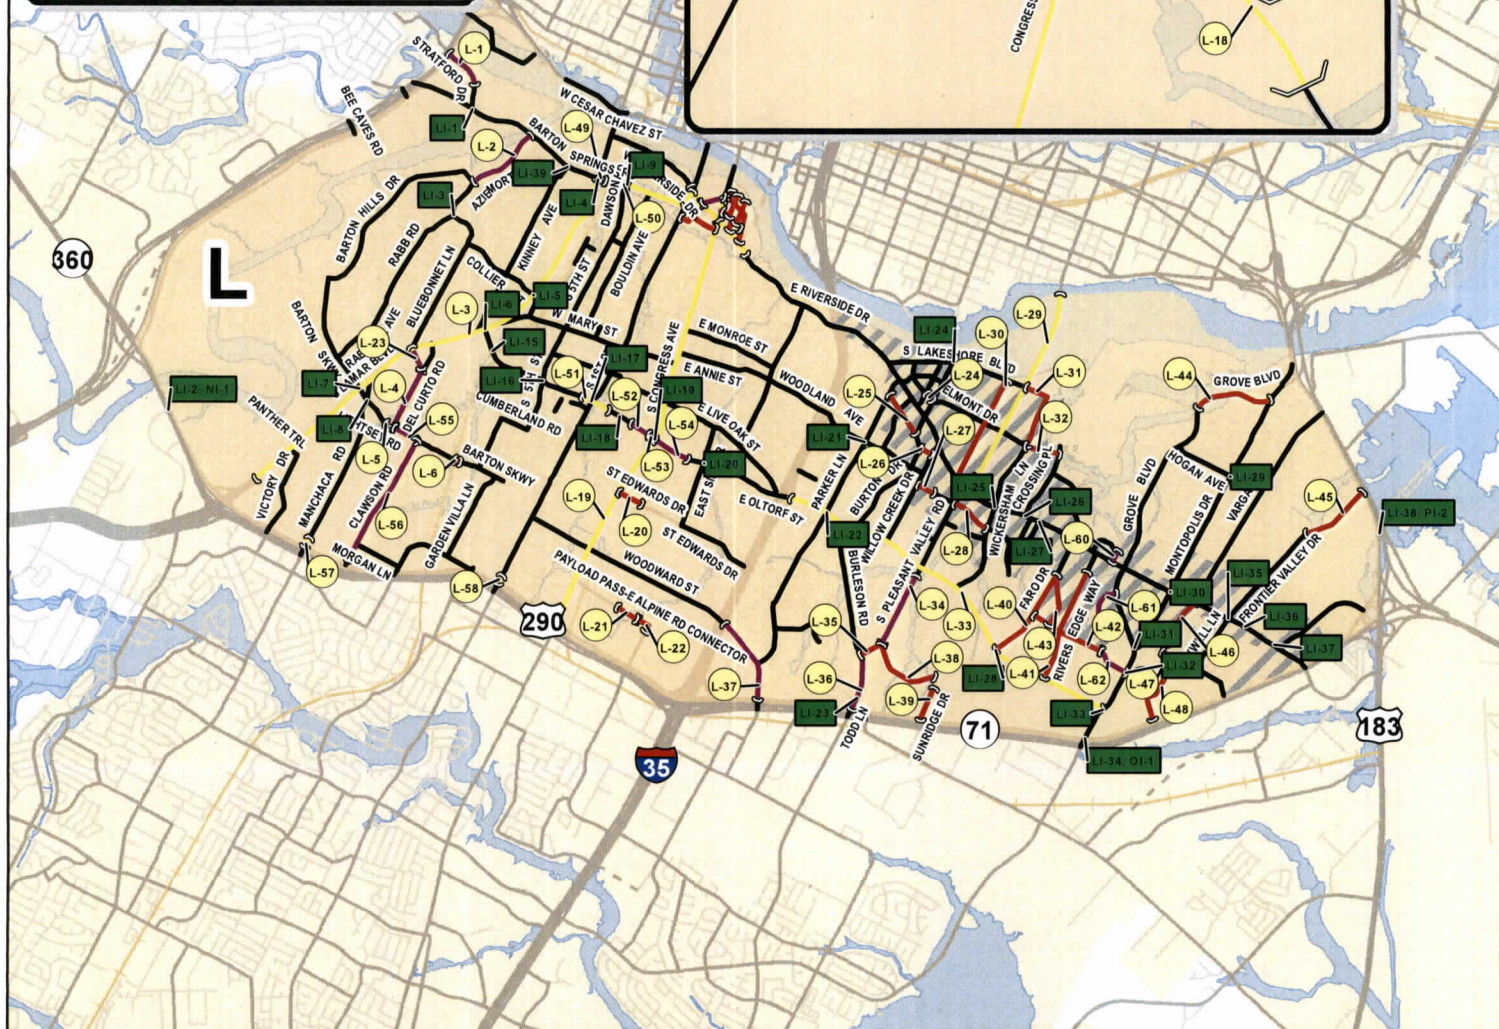 CONGRESS
L-18
L-1
STRATFORD DR
BEE CAVES RD
W CESAR CHAVEZ ST
LI-1
L-49
L-2
BARTON SPRINGS
LI-39
LI-9
LI-3
LI-4
DAWSON
L-50
BARTON HILLS DR
RABB RD
KINNEY AVE
BOULDIN AVE
360
L
BLUEBONNET LN
COLLIER
E RIVERSIDE DR
BARTON SKWY
L-3
LI-6
LI-5
W MARY ST
E MONROE ST
L-29
LI-24
L-30
L-23
LI-15
LI-17
S CONGRESS AVE
E ANNIE ST
S LAKESHORE BLVD
L-24
L-31
L-44
GROVE BLVD
LI-2, NI-1
LI-7
L-4
DEL CURTO RD
LI-16
L-51
S 1ST
L-52
LI-19
WOODLAND AVE
L-25
ELMONT DR
L-32
PANTHER TRL
LI-8
L-55
CUMBERLAND RD
LI-18
L-54
E LIVE OAK ST
LI-21
L-27
L-5
L-6
BARTON SKWY
L-53
LI-20
L-26
PARKER LN
BURTON DR
WILLOW CREEK DR
LI-25
WICKERSHAM LN
CROSSING PL
HOGAN AVE
LI-29
VICTORY DR
MANCHACA RD
CLAWSON RD
L-56
GARDEN VILLA LN
L-19
ST EDWARDS DR
L-20
E OLTORF ST
LI-22
S PLEASANT VALLEY RD
L-28
LI-26
LI-27
L-60
GROVE BLVD
MONTOPOLIS DR
L-45
LI-38 PI-2
L-57
MORGAN LN
L-58
ST EDWARDS DR
WOODWARD ST
PAYLOAD PASS-E ALPINE RD CONNECTOR
BURLESON RD
FARO DR
LI-30
LI-35
FRONTIER VALLEY DR
290
L-21
L-22
L-35
L-34
L-33
L-40
RIVERS EDGE WAY
L-42
L-61
LI-31
LI-36
LI-37
L-43
L-46
L-37
L-36
L-38
L-39
LI-28
L-41
L-62
LI-32
L-47
L-48
LI-23
TODD LN
SUNRIDGE DR
71
LI-33
183
35
LI-34, OI-1